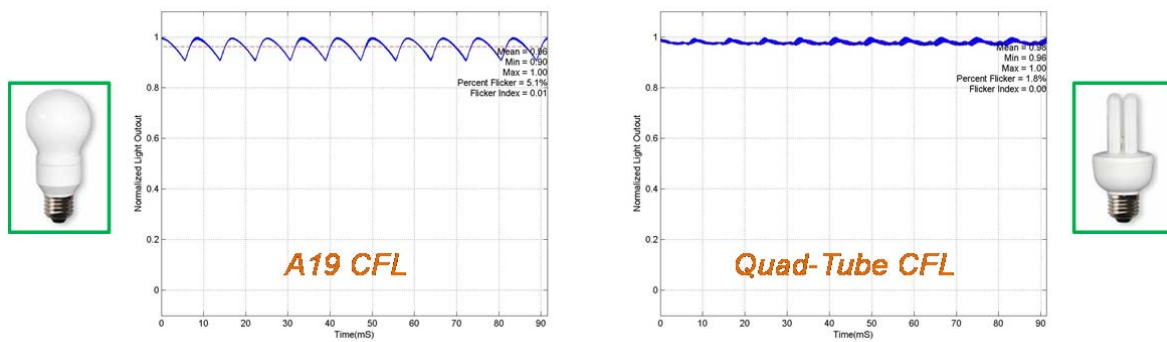 1
0.8
0.6
0.4
0.2
0
Normalized Light Outout
Mean = 0.96
Min = 0.90
Max = 1.00
Percent Flicker = 5.1%
Flicker Index = 0.01
A19 CFL
0 10 20 30 40 50 60 70 80 90
Time(mS)
1
0.8
0.6
0.4
0.2
0
Normalized Light Outout
Mean = 0.98
Min = 0.96
Max = 1.00
Percent Flicker = 1.8%
Flicker Index = 0.00
Quad-Tube CFL
0 10 20 30 40 50 60 70 80 90
Time(mS)